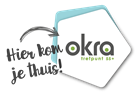 Hier kom
je thuis!
okra
trefpunt 55+